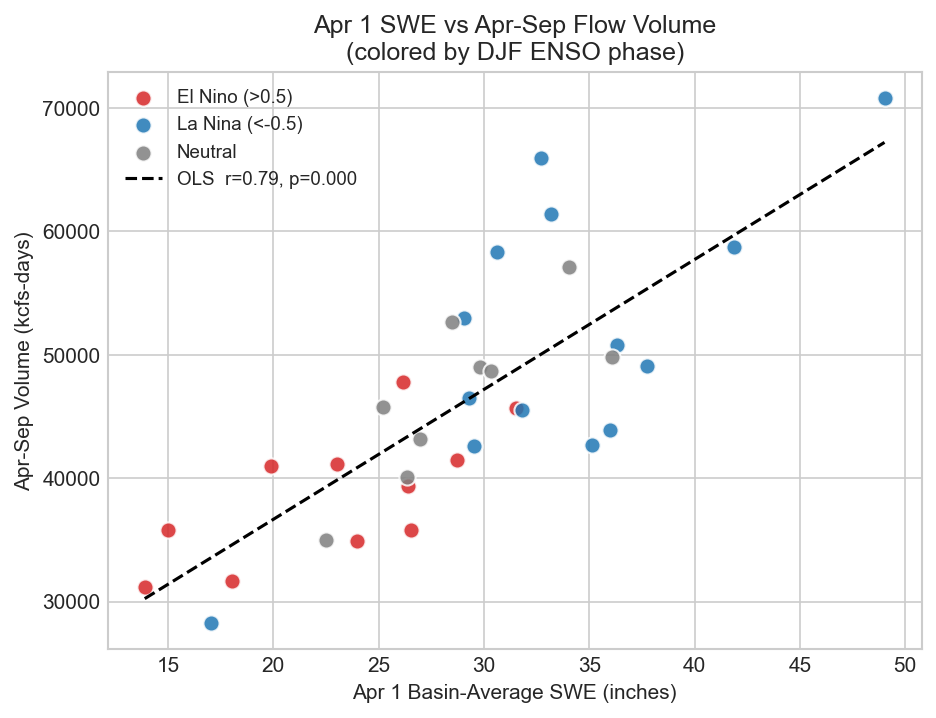 Apr 1 SWE vs Apr-Sep Flow Volume
(colored by DJF ENSO phase)
El Nino (>0.5)
La Nina (<-0.5)
Neutral
OLS  r=0.79, p=0.000
Apr-Sep Volume (kcfs-days)
70000
60000
50000
40000
30000
15 20 25 30 35 40 45 50
Apr 1 Basin-Average SWE (inches)